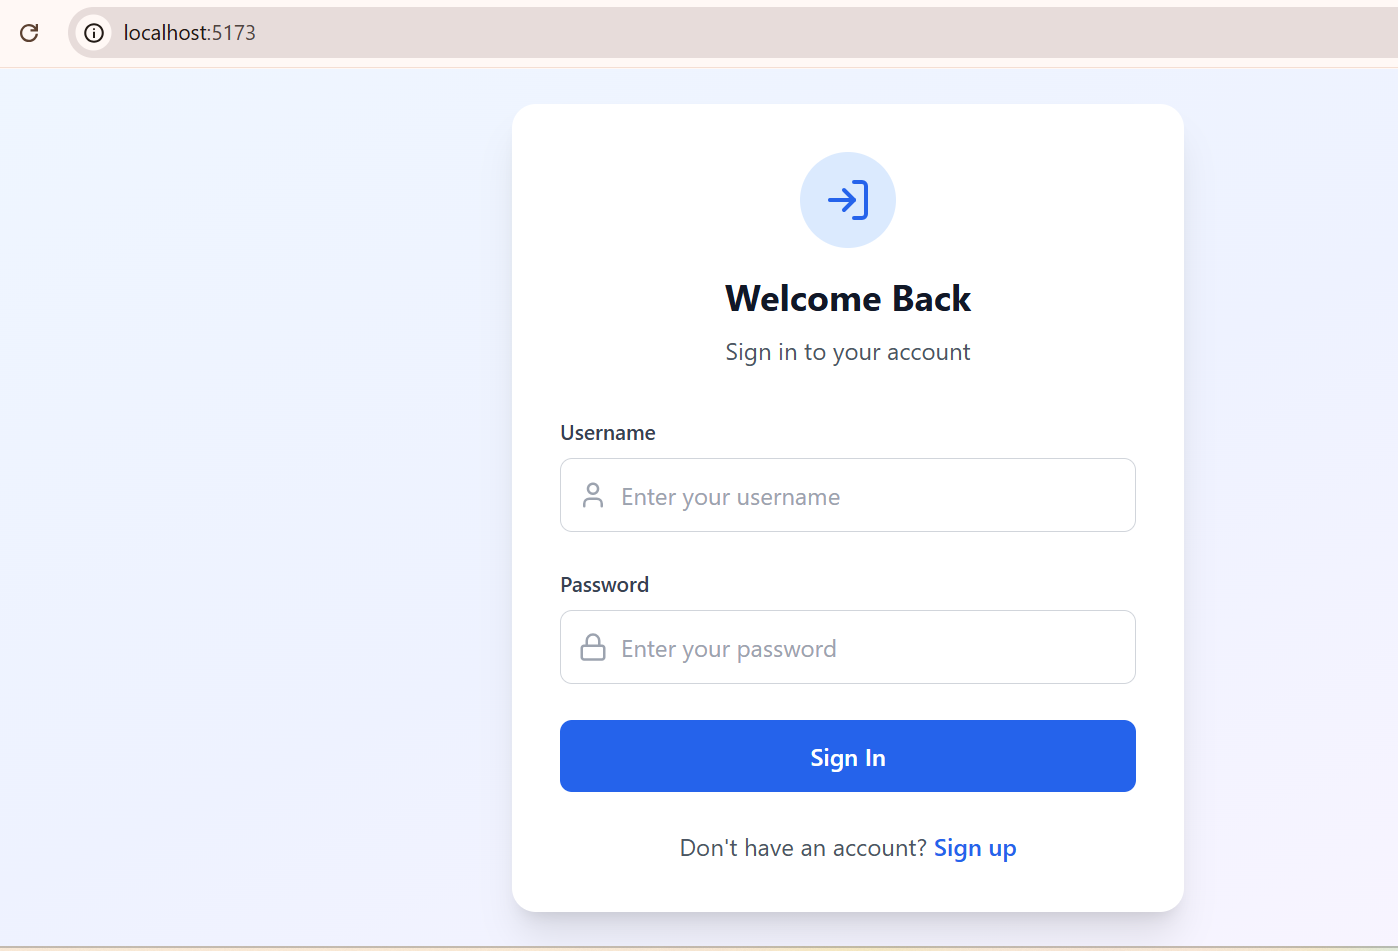 localhost:5173
Welcome Back
Sign in to your account
Username
Enter your username
Password
Enter your password
Sign In
Don't have an account? Sign up